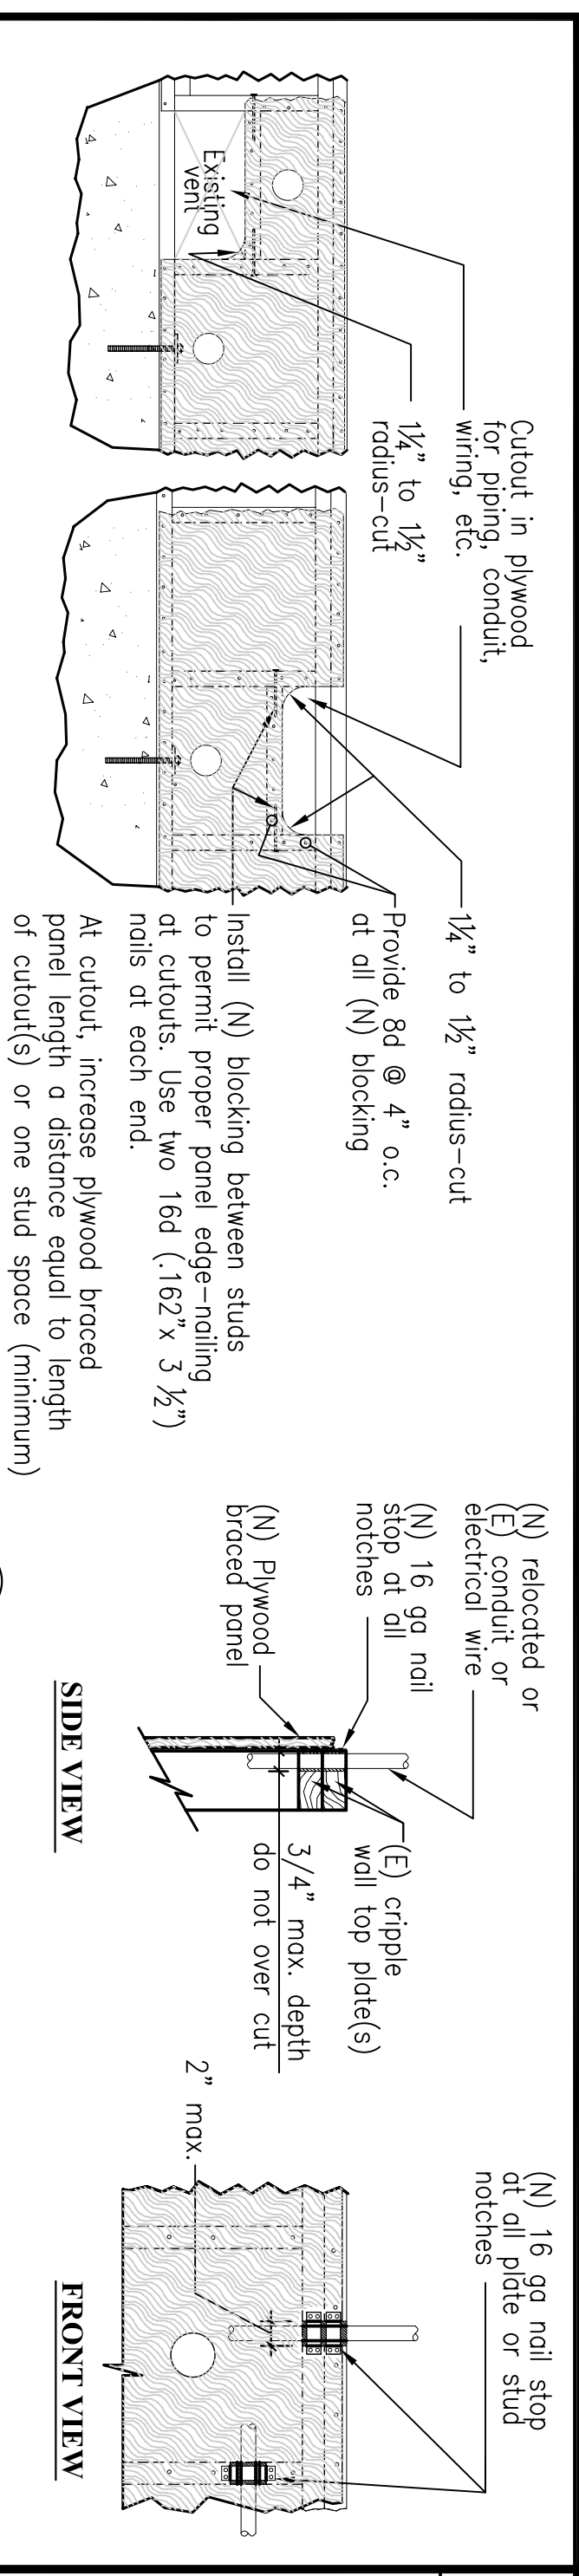 Existing
vent
Cutout in plywood
for piping, conduit,
wiring, etc.
1¼" to 1½"
radius-cut
1¼" to 1½" radius-cut
Provide 8d @ 4" o.c.
at all (N) blocking
Install (N) blocking between studs
to permit proper panel edge-nailing
at cutouts. Use two 16d (.162"x 3 ½")
nails at each end.
At cutout, increase plywood braced
panel length a distance equal to length
of cutout(s) or one stud space (minimum)
(N) relocated or
(E) conduit or
electrical wire
(N) 16 ga nail
stop at all
notches
(N) Plywood
braced panel
(E) cripple
wall top plate(s)
3/4" max. depth
do not over cut
SIDE VIEW
(N) 16 ga nail stop
at all plate or stud
notches
2" max.
FRONT VIEW